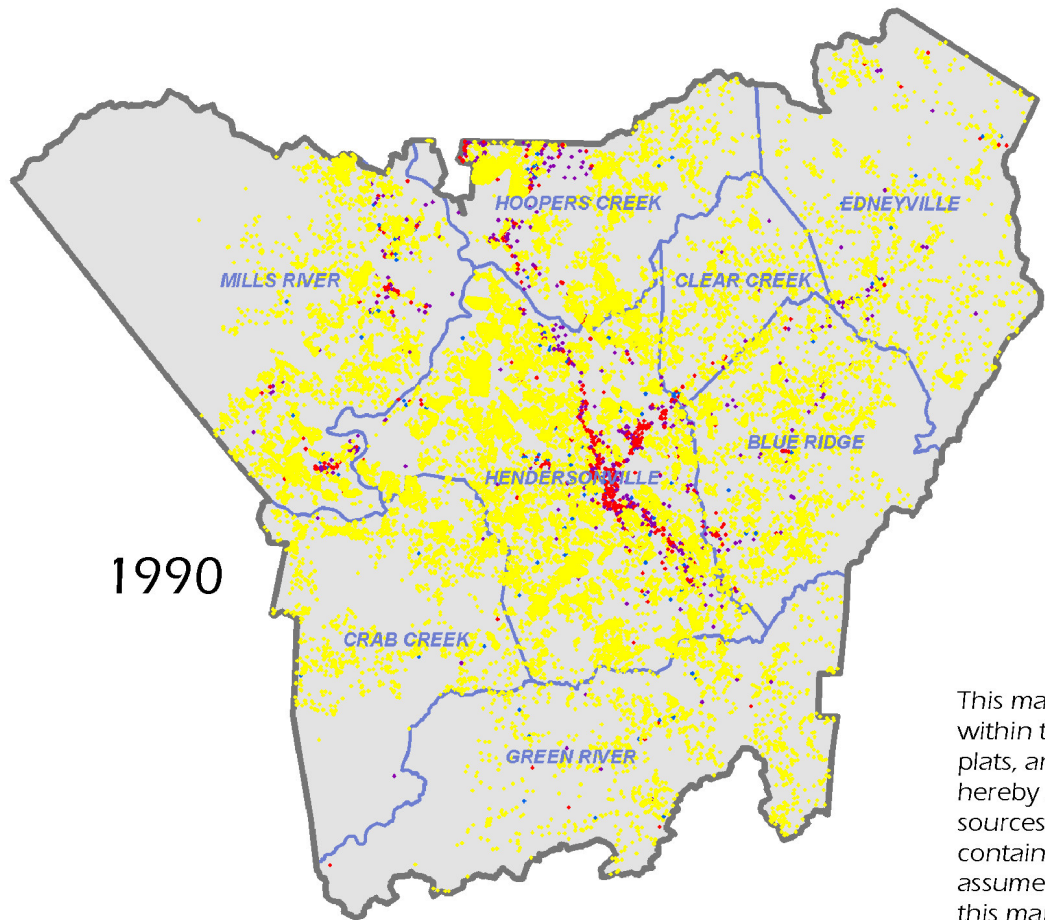 HOOPERS CREEK
EDNEYVILLE
MILLS RIVER
CLEAR CREEK
BLUE RIDGE
HENDERSONVILLE
1990
CRAB CREEK
GREEN RIVER
This ma
within t
plats, ar
hereby
sources
contain
assume
this ma